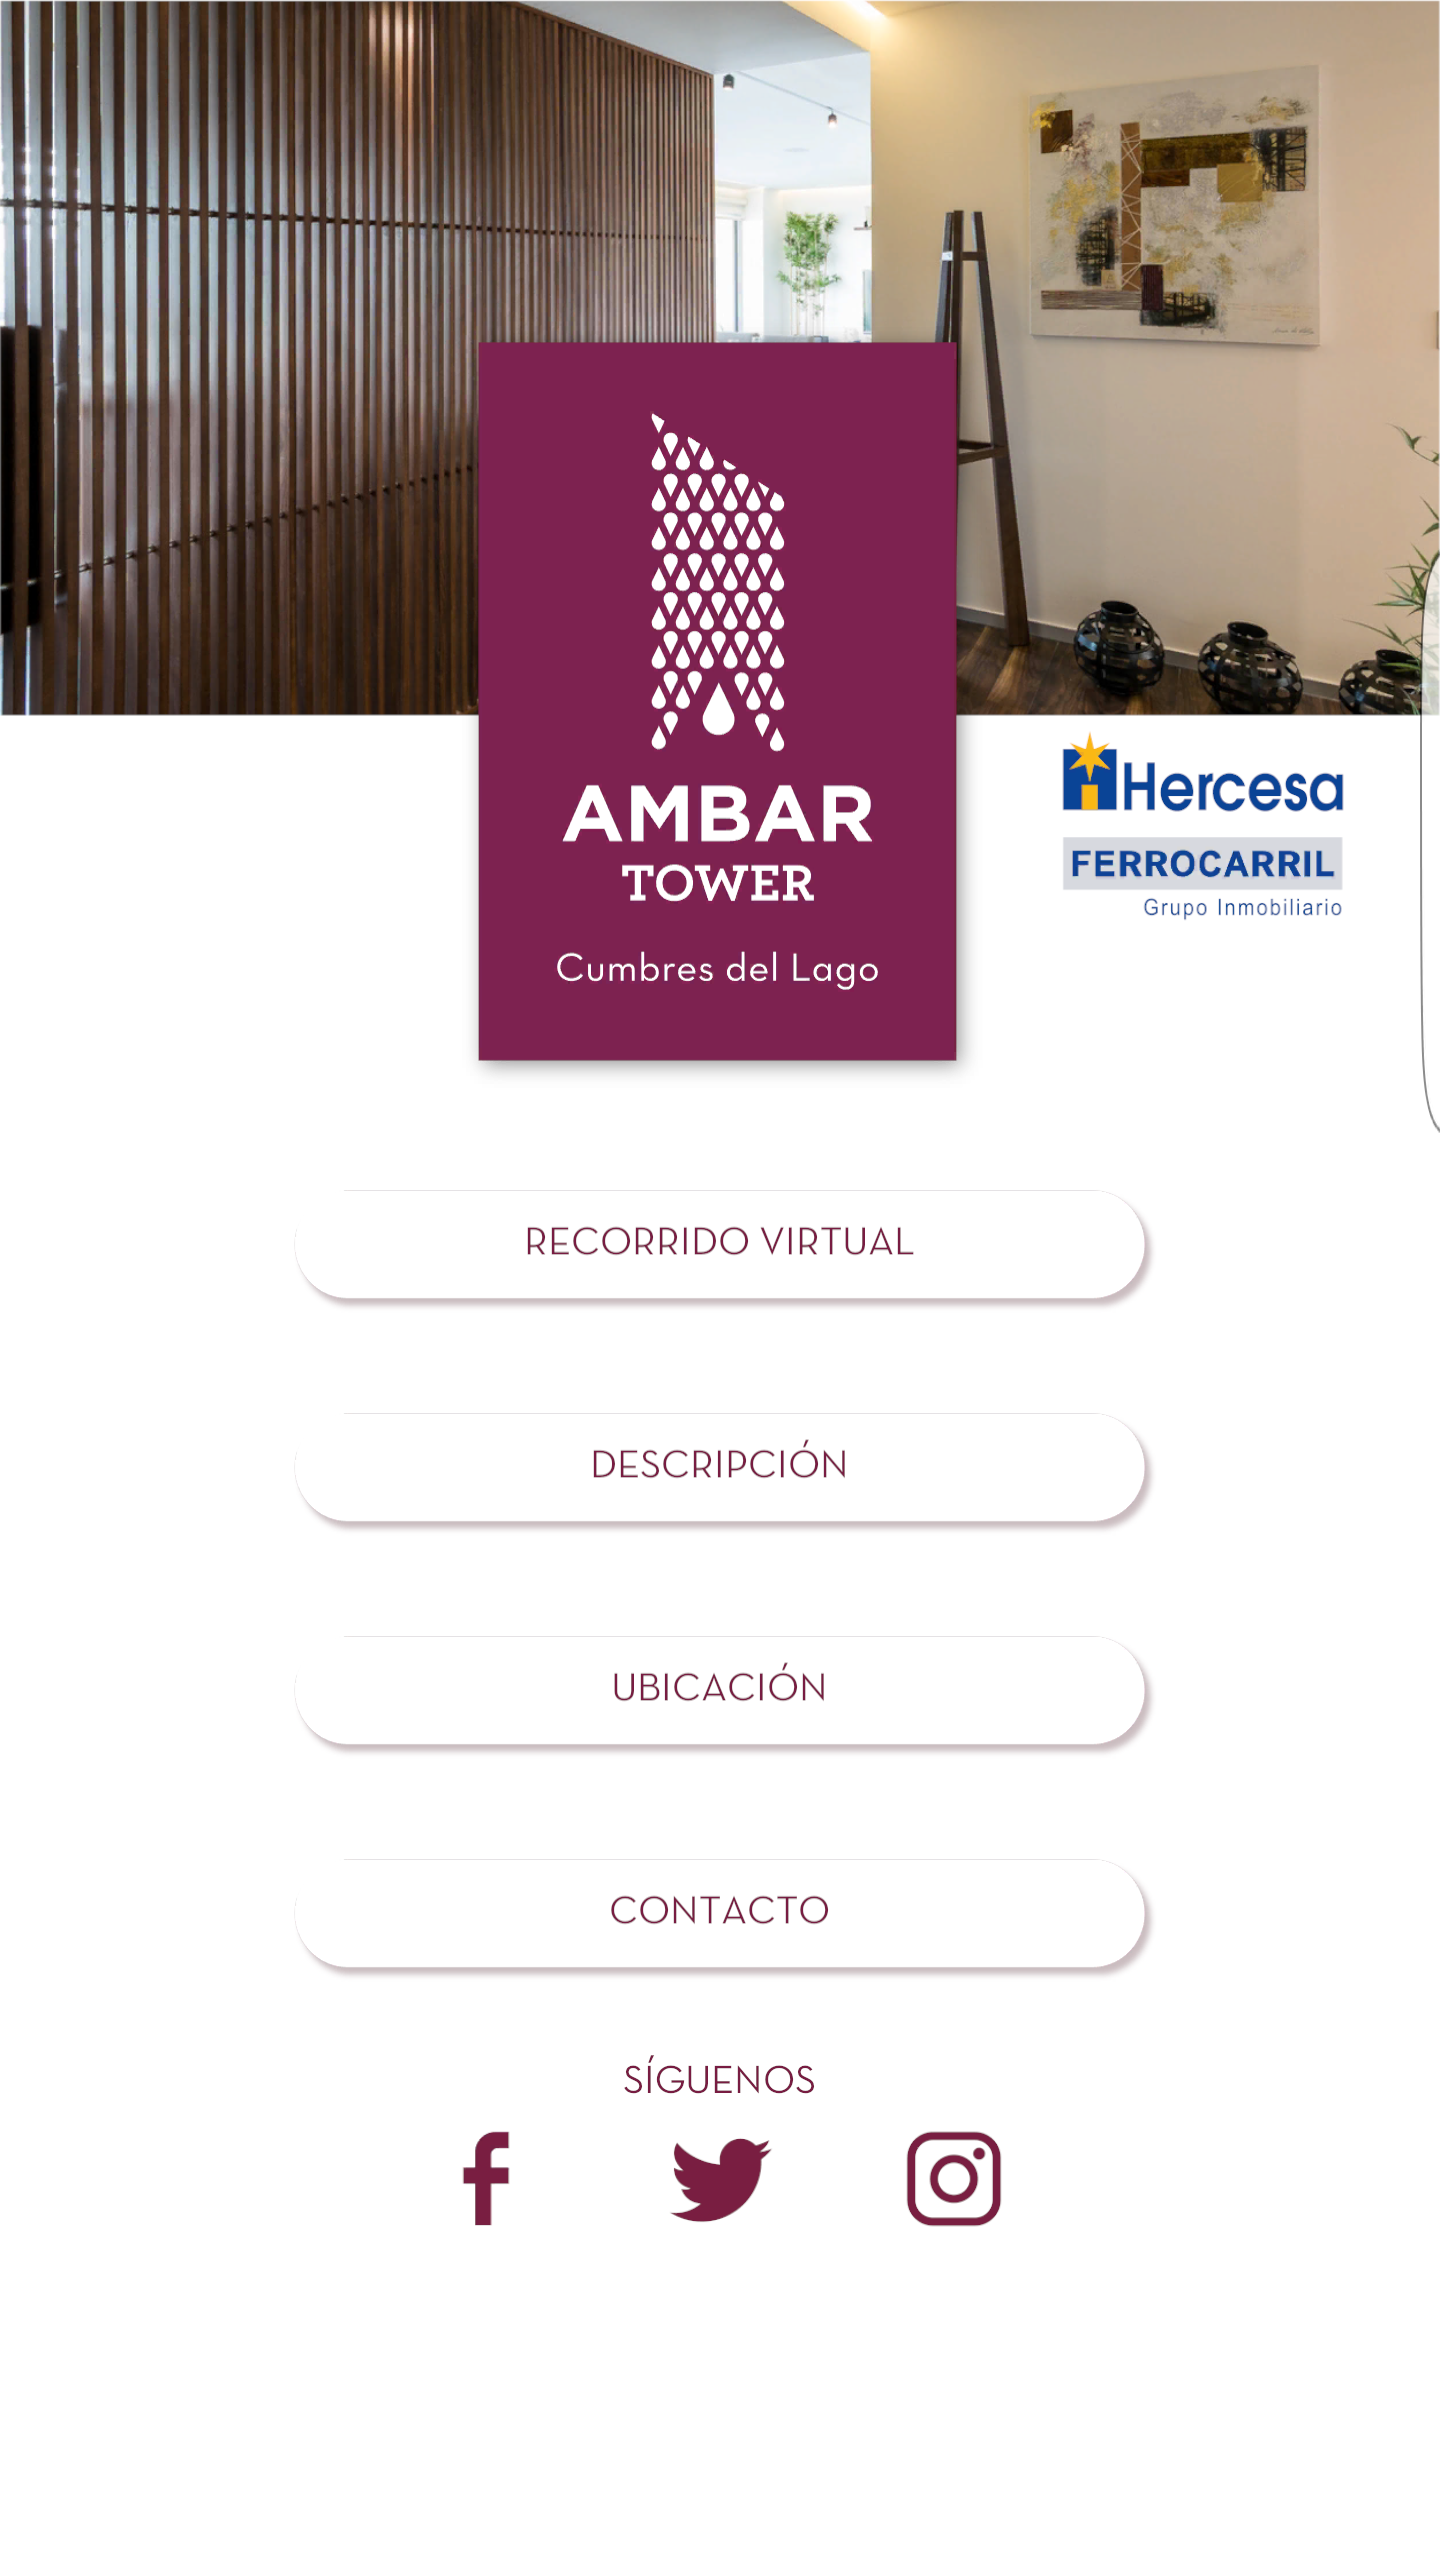 AMBAR
TOWER
Cumbres del Lago
Hercesa
FERROCARRIL
Grupo Inmobiliario
RECORRIDO VIRTUAL
DESCRIPCIÓN
UBICACIÓN
CONTACTO
SÍGUENOS